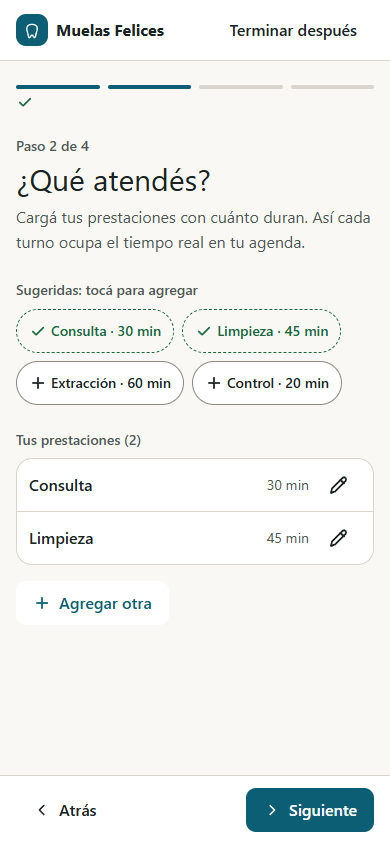 Muelas Felices
Terminar después
Paso 2 de 4
¿Qué atendés?
Cargá tus prestaciones con cuánto duran. Así cada
turno ocupa el tiempo real en tu agenda.
Sugeridas: tocá para agregar
Consulta · 30 min
Limpieza · 45 min
Extracción · 60 min
Control · 20 min
Tus prestaciones (2)
Consulta 30 min
Limpieza 45 min
Agregar otra
Atrás
Siguiente